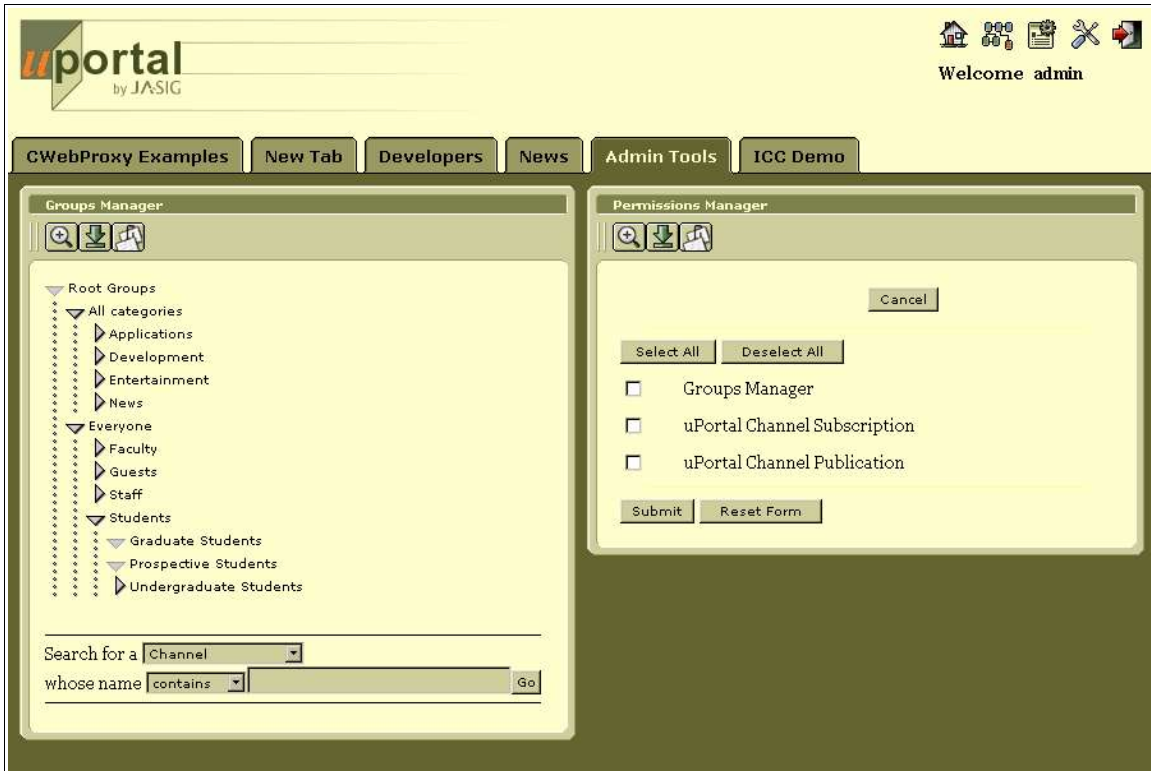 uportal
by JA-SIG
Welcome admin
CWebProxy Examples
New Tab
Developers
News
Admin Tools
ICC Demo
Groups Manager
Root Groups
All categories
Applications
Development
Entertainment
News
Everyone
Faculty
Guests
Staff
Students
Graduate Students
Prospective Students
Undergraduate Students
Search for a Channel
whose name contains Go
Permissions Manager
Cancel
Select All Deselect All
Groups Manager
uPortal Channel Subscription
uPortal Channel Publication
Submit Reset Form